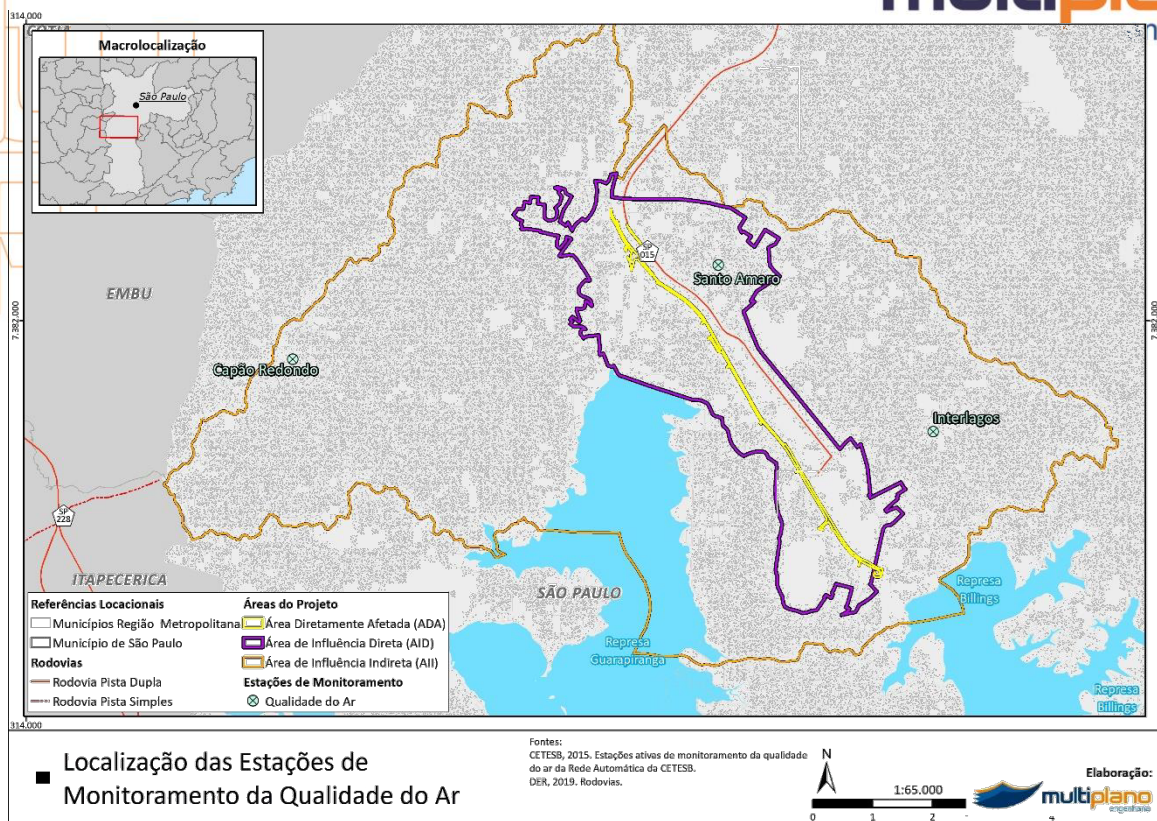 multipla
314.000
COTIA
Macrolocalização
São Paulo
SP
015
Santo Amaro
EMBU
7.382.000
7.382.000
Capão Redondo
Interlagos
SP
228
ITAPECERICA
SÃO PAULO
Represa
Billings
Represa
Guarapiranga
Represa
Billings
Referências Locacionais
Municípios Região Metropolitana
Município de São Paulo
Rodovias
Rodovia Pista Dupla
Rodovia Pista Simples
Áreas do Projeto
Área Diretamente Afetada (ADA)
Área de Influência Direta (AID)
Área de Influência Indireta (AII)
Estações de Monitoramento
Qualidade do Ar
314.000
Localização das Estações de
Monitoramento da Qualidade do Ar
Fontes:
CETESB, 2015. Estações ativas de monitoramento da qualidade
do ar da Rede Automática da CETESB.
DER, 2019. Rodovias.
N
1:65.000
0 1 2 4
Elaboração:
multiplano
engenharia